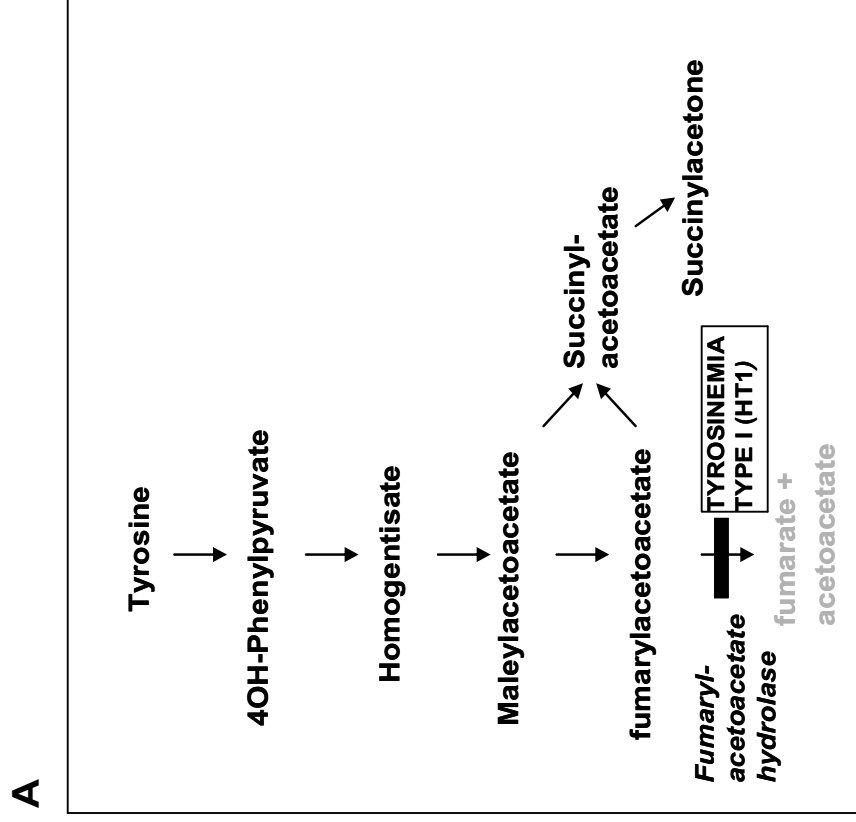 A
Tyrosine
4OH-Phenylpyruvate
Homogentisate
Maleylacetoacetate
Succinyl-
acetoacetate
fumarylacetoacetate
Succinylacetone
Fumaryl-
acetoacetate
hydrolase
TYROSINEMIA
TYPE I (HT1)
fumarate +
acetoacetate